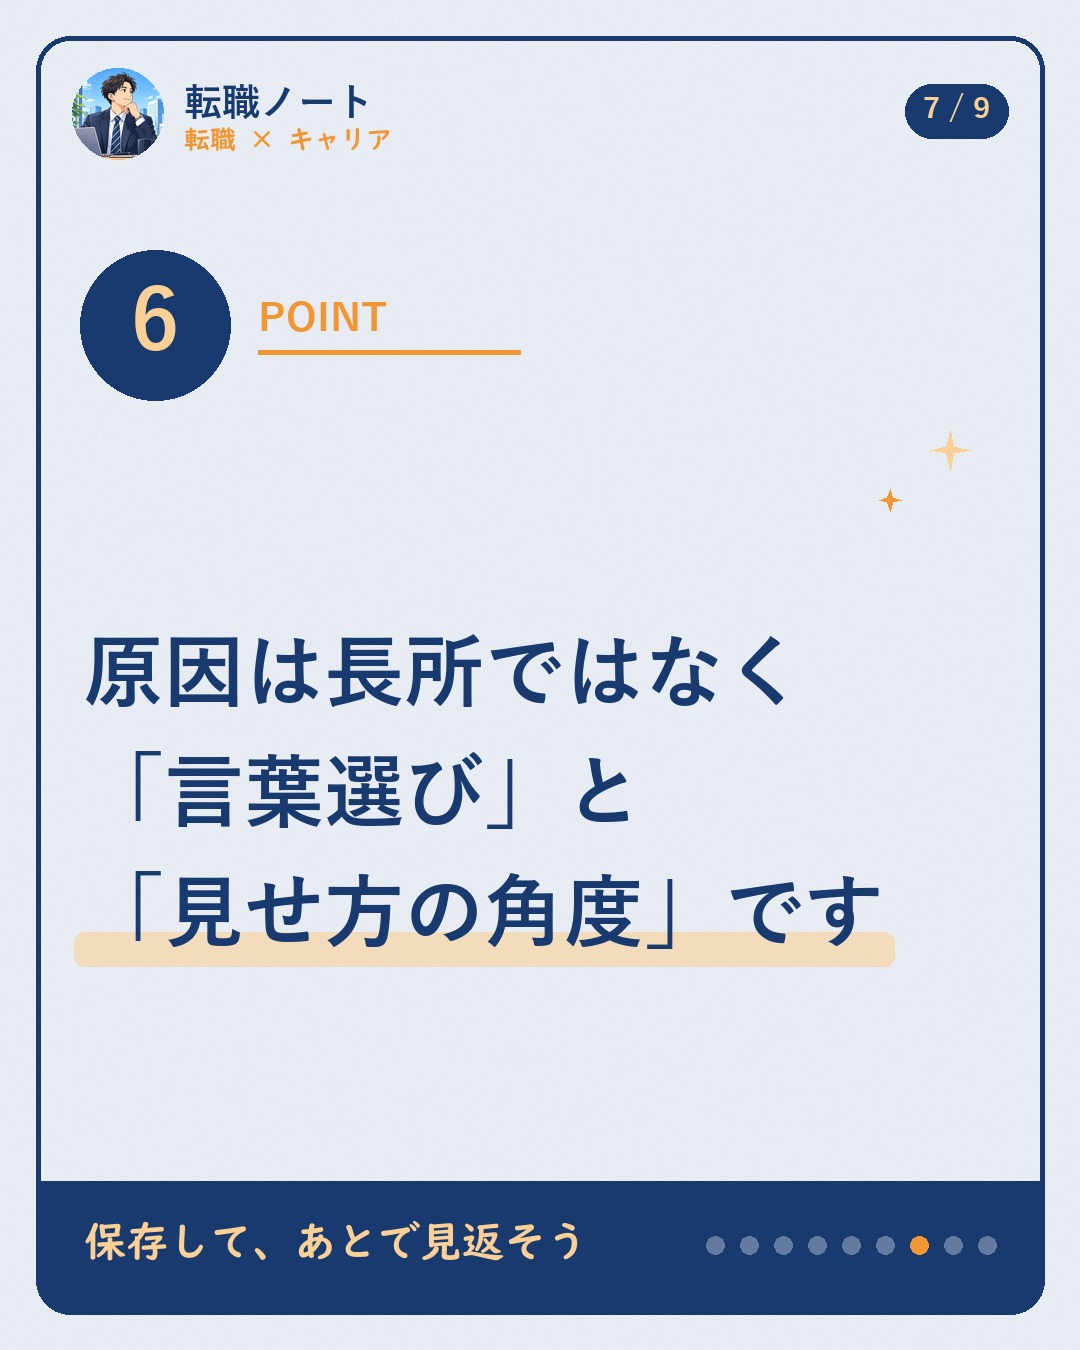 転職ノート
転職 × キャリア
7 / 9
6
POINT
原因は長所ではなく
「言葉選び」と
「見せ方の角度」です
保存して、あとで見返そう